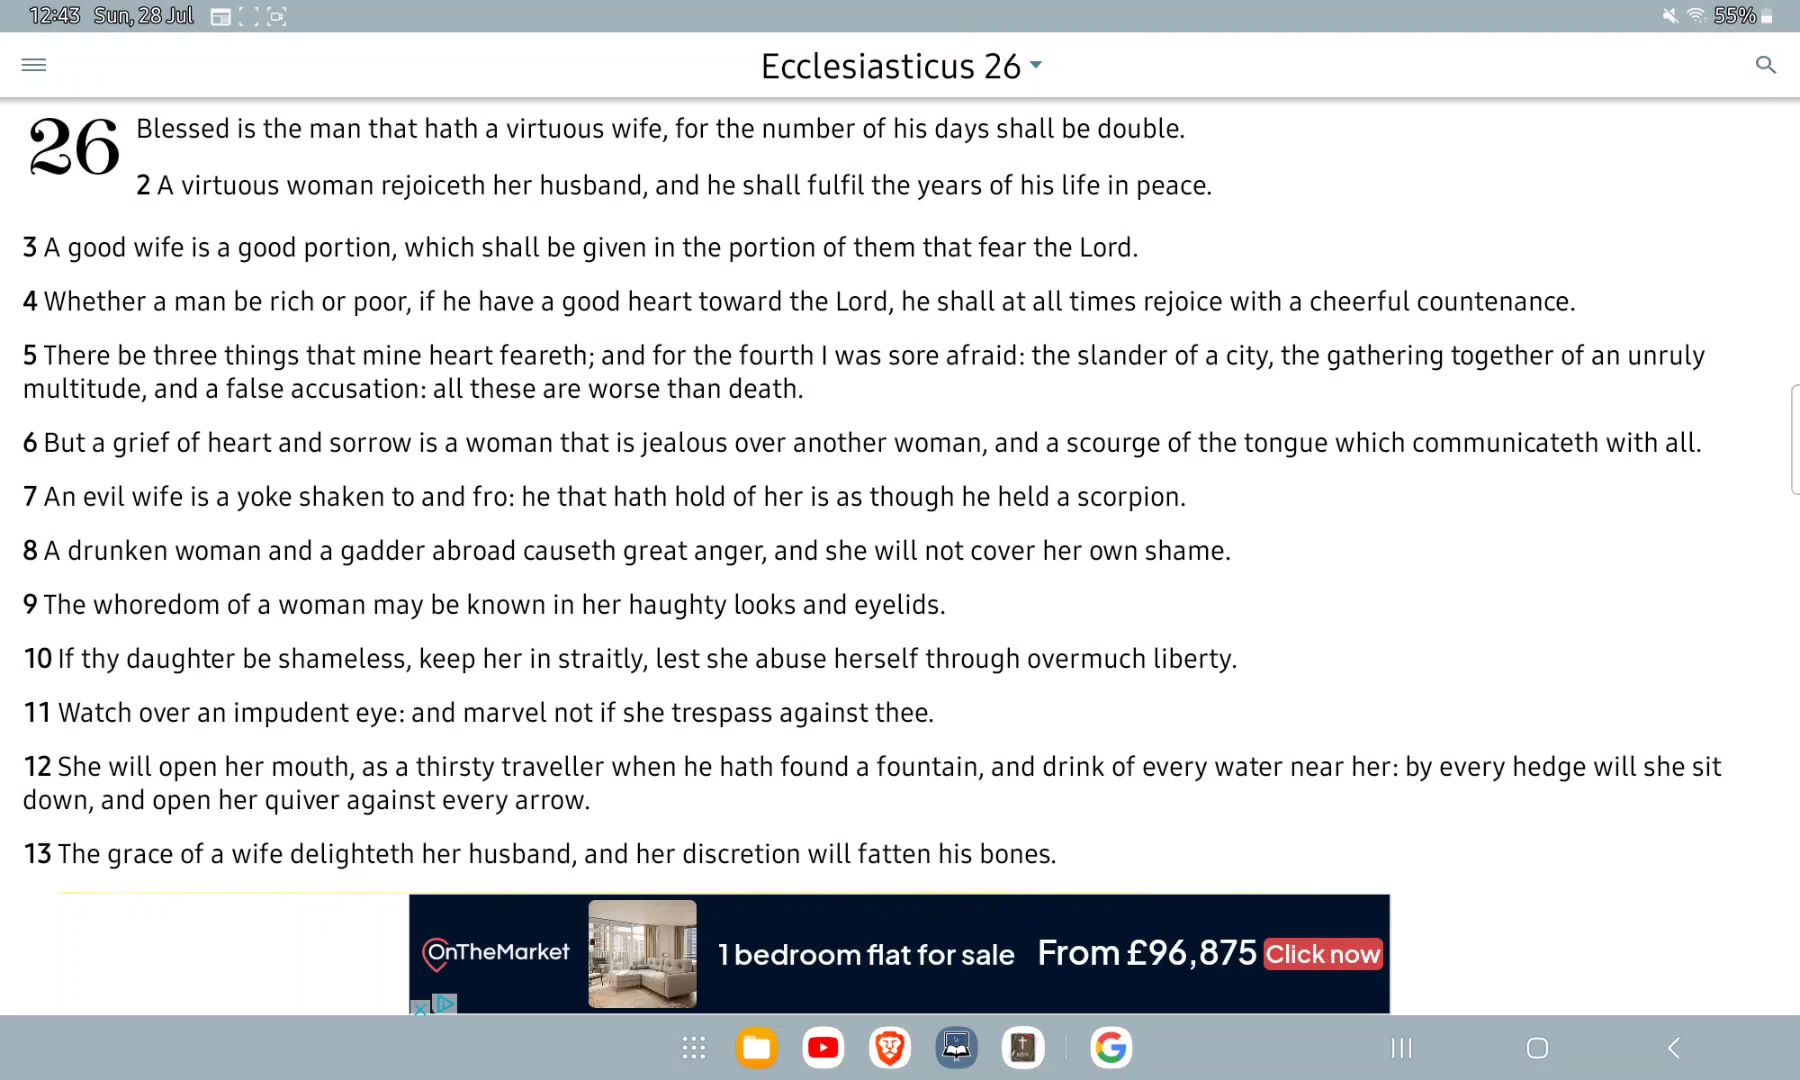 12:43 Sun, 28 Jul
55%
Ecclesiasticus 26
26 Blessed is the man that hath a virtuous wife, for the number of his days shall be double.
2 A virtuous woman rejoiceth her husband, and he shall fulfil the years of his life in peace.
3 A good wife is a good portion, which shall be given in the portion of them that fear the Lord.
4 Whether a man be rich or poor, if he have a good heart toward the Lord, he shall at all times rejoice with a cheerful countenance.
5 There be three things that mine heart feareth; and for the fourth I was sore afraid: the slander of a city, the gathering together of an unruly
multitude, and a false accusation: all these are worse than death.
6 But a grief of heart and sorrow is a woman that is jealous over another woman, and a scourge of the tongue which communicateth with all.
7 An evil wife is a yoke shaken to and fro: he that hath hold of her is as though he held a scorpion.
8 A drunken woman and a gadder abroad causeth great anger, and she will not cover her own shame.
9 The whoredom of a woman may be known in her haughty looks and eyelids.
10 If thy daughter be shameless, keep her in straitly, lest she abuse herself through overmuch liberty.
11 Watch over an impudent eye: and marvel not if she trespass against thee.
12 She will open her mouth, as a thirsty traveller when he hath found a fountain, and drink of every water near her: by every hedge will she sit
down, and open her quiver against every arrow.
13 The grace of a wife delighteth her husband, and her discretion will fatten his bones.
OnTheMarket
1 bedroom flat for sale From £96,875 Click now